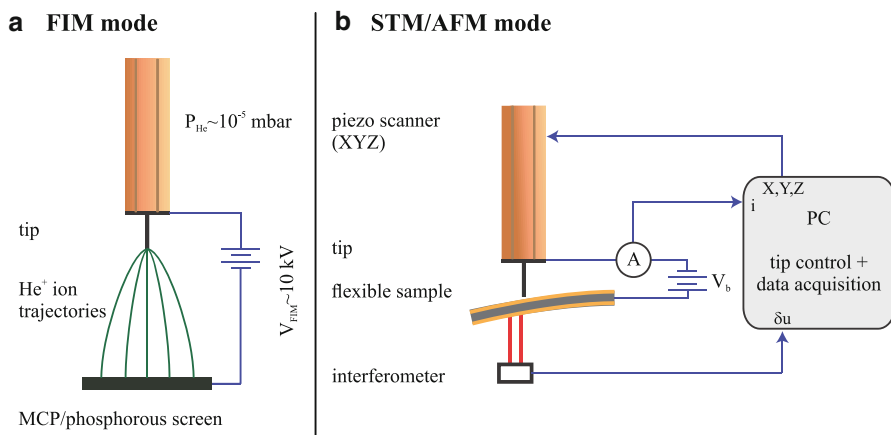 a FIM mode
P_He~10^-5 mbar
tip
He^+ ion
trajectories
V_FIM~10 kV
MCP/phosphorous screen
b STM/AFM mode
piezo scanner
(XYZ)
tip
flexible sample
interferometer
A
V_b
X,Y,Z
i
PC
tip control +
data acquisition
δu